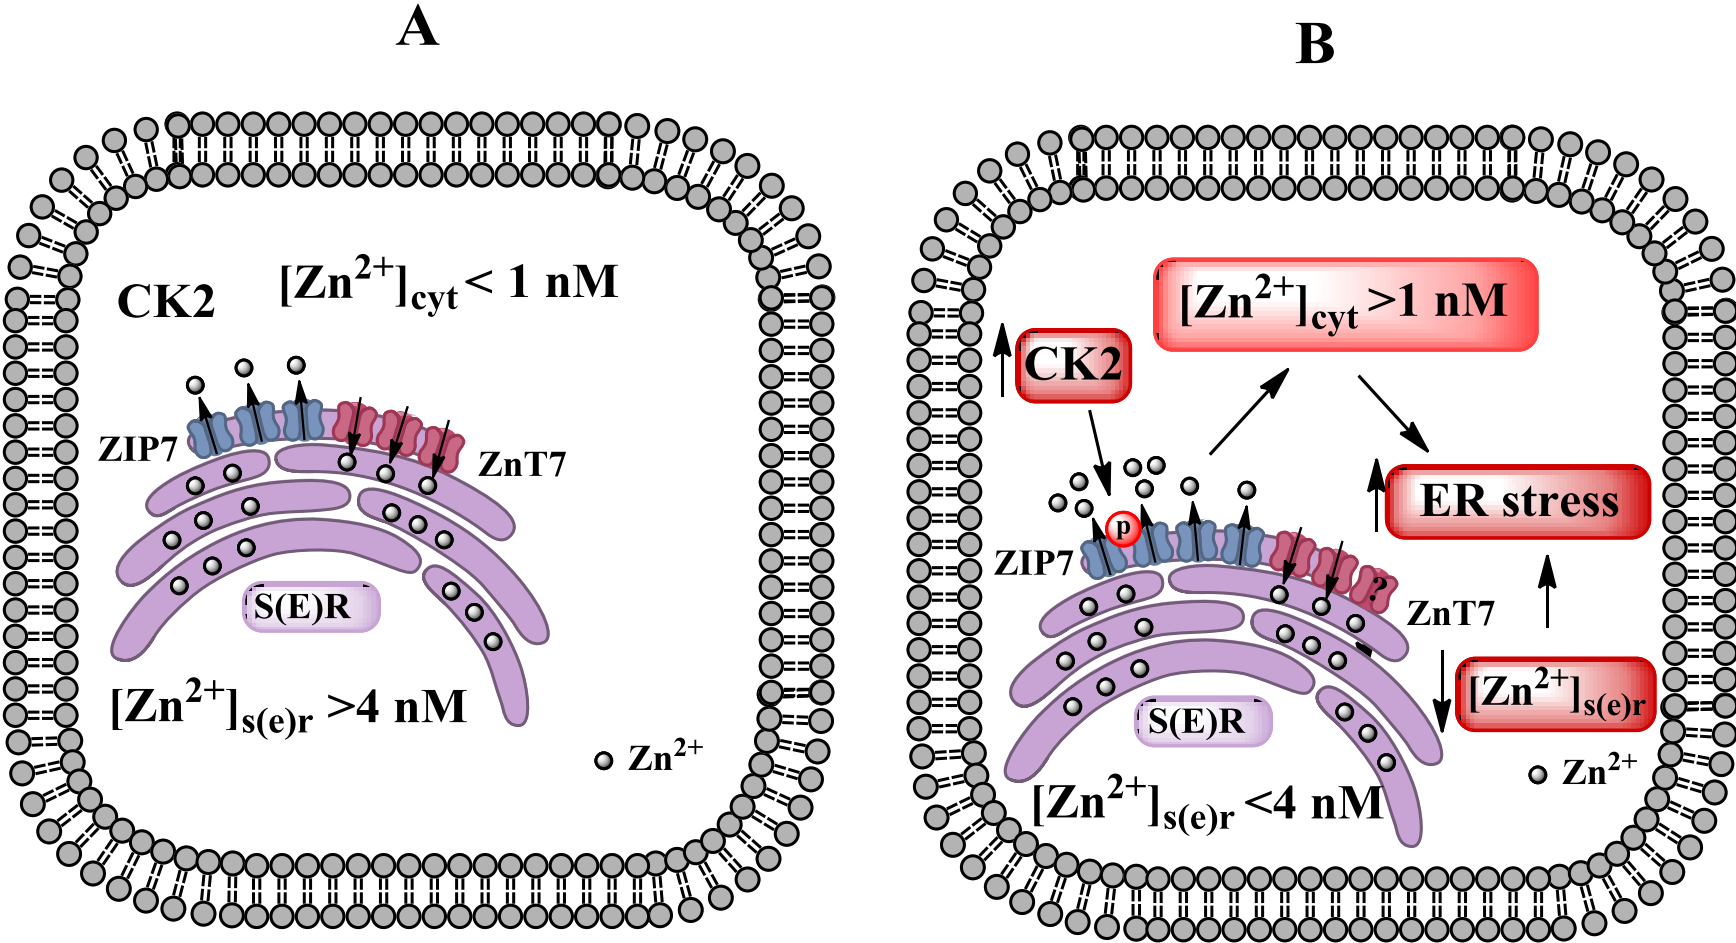 A
CK2
[Zn²⁺]cyt < 1 nM
ZIP7
ZnT7
S(E)R
[Zn²⁺]s(e)r >4 nM
Zn²⁺
B
[Zn²⁺]cyt >1 nM
CK2
ER stress
p
ZIP7
?
ZnT7
[Zn²⁺]s(e)r
S(E)R
Zn²⁺
[Zn²⁺]s(e)r <4 nM